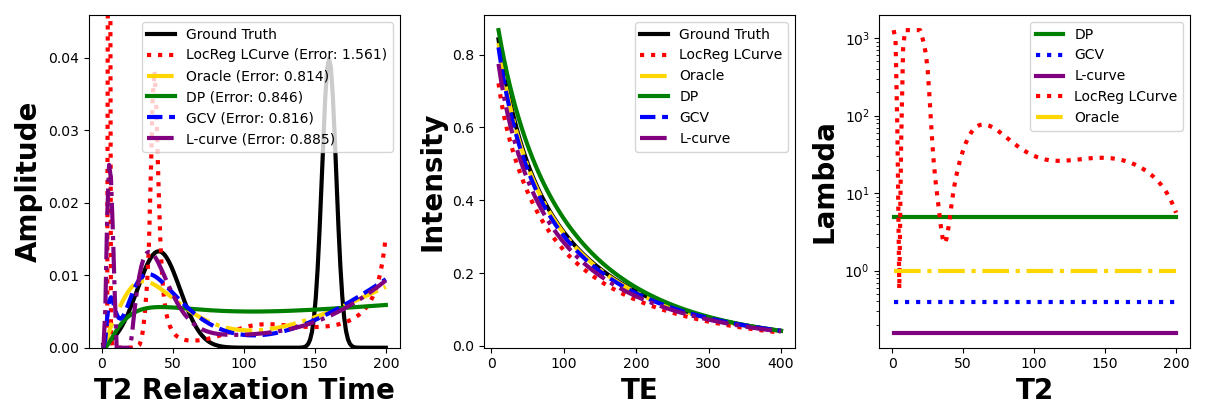 Amplitude
0.04
0.03
0.02
0.01
0.00
Ground Truth
LocReg LCurve (Error: 1.561)
Oracle (Error: 0.814)
DP (Error: 0.846)
GCV (Error: 0.816)
L-curve (Error: 0.885)
0 50 100 150 200
T2 Relaxation Time
Intensity
0.8
0.6
0.4
0.2
0.0
Ground Truth
LocReg LCurve
Oracle
DP
GCV
L-curve
0 100 200 300 400
TE
Lambda
10³
10²
10¹
10⁰
DP
GCV
L-curve
LocReg LCurve
Oracle
0 50 100 150 200
T2